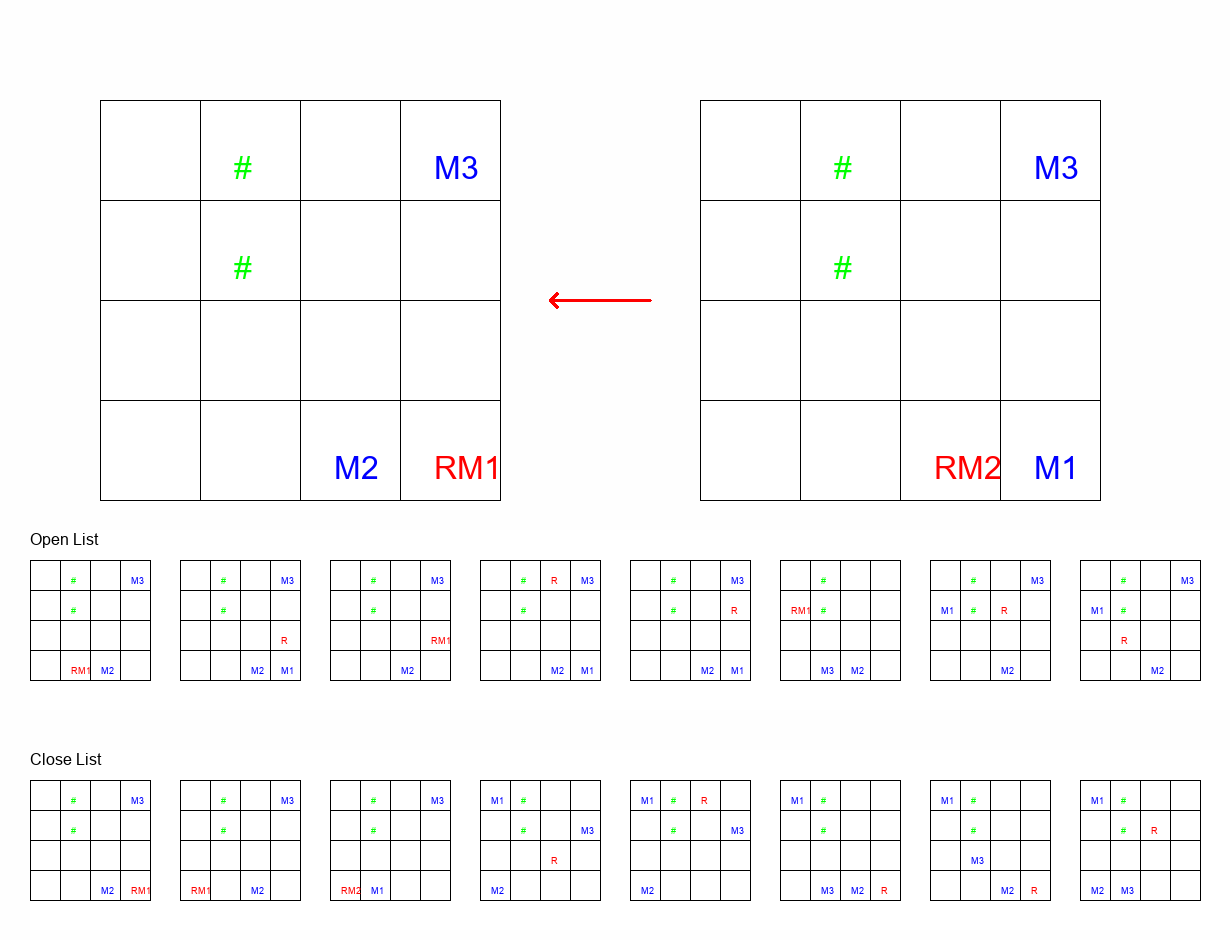 # M3 # M3
# #
M2 RM1 RM2 M1
Open List
# M3 # M3 # M3 # R M3 # M3 # # M3 # M3
# # # # # R RM1 # M1 # R M1 #
R RM1 R
RM1 M2 M2 M1 M2 M2 M1 M2 M1 M3 M2 M2 M2
Close List
# M3 # M3 # M3 M1 # M1 # R M1 # M1 # M1 #
# # # # M3 # M3 # # # R
R M3
M2 RM1 RM1 M2 RM2 M1 M2 M2 M3 M2 R M2 R M2 M3